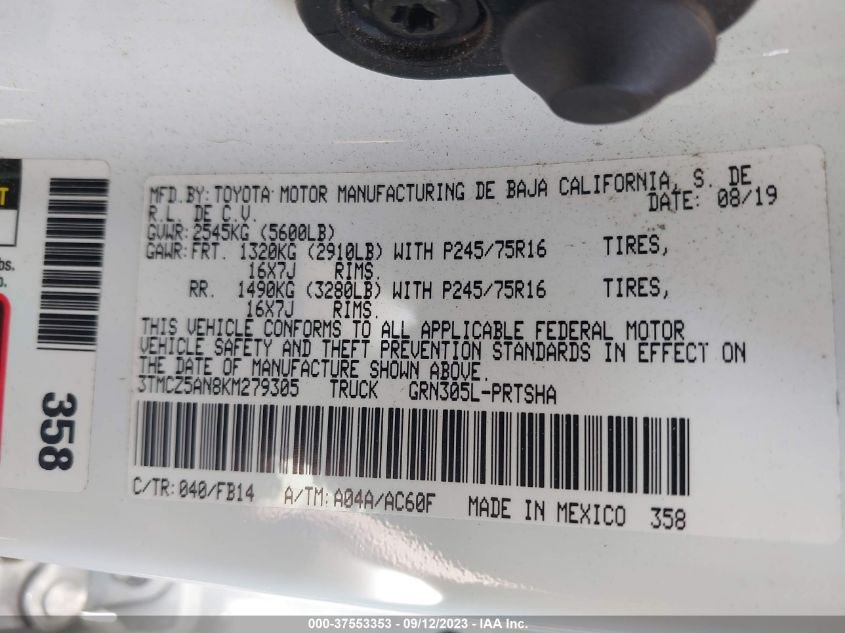 MFD.BY: TOYOTA MOTOR MANUFACTURING DE BAJA CALIFORNIA, S. DE
R.L. DE C.V. DATE: 08/19
GVWR: 2545KG (5600LB)
GAWR: FRT. 1320KG (2910LB) WITH P245/75R16 TIRES,
16X7J RIMS.
RR. 1490KG (3280LB) WITH P245/75R16 TIRES,
16X7J RIMS.
THIS VEHICLE CONFORMS TO ALL APPLICABLE FEDERAL MOTOR
VEHICLE SAFETY AND THEFT PREVENTION STANDARDS IN EFFECT ON
THE DATE OF MANUFACTURE SHOWN ABOVE.
3TMCZ5AN8KM279305 TRUCK GRN305L-PRTSHA
C/TR: 040/FB14 A/TM: A04A/AC60F MADE IN MEXICO 358
358
000-37553353 - 09/12/2023 - IAAI Inc.